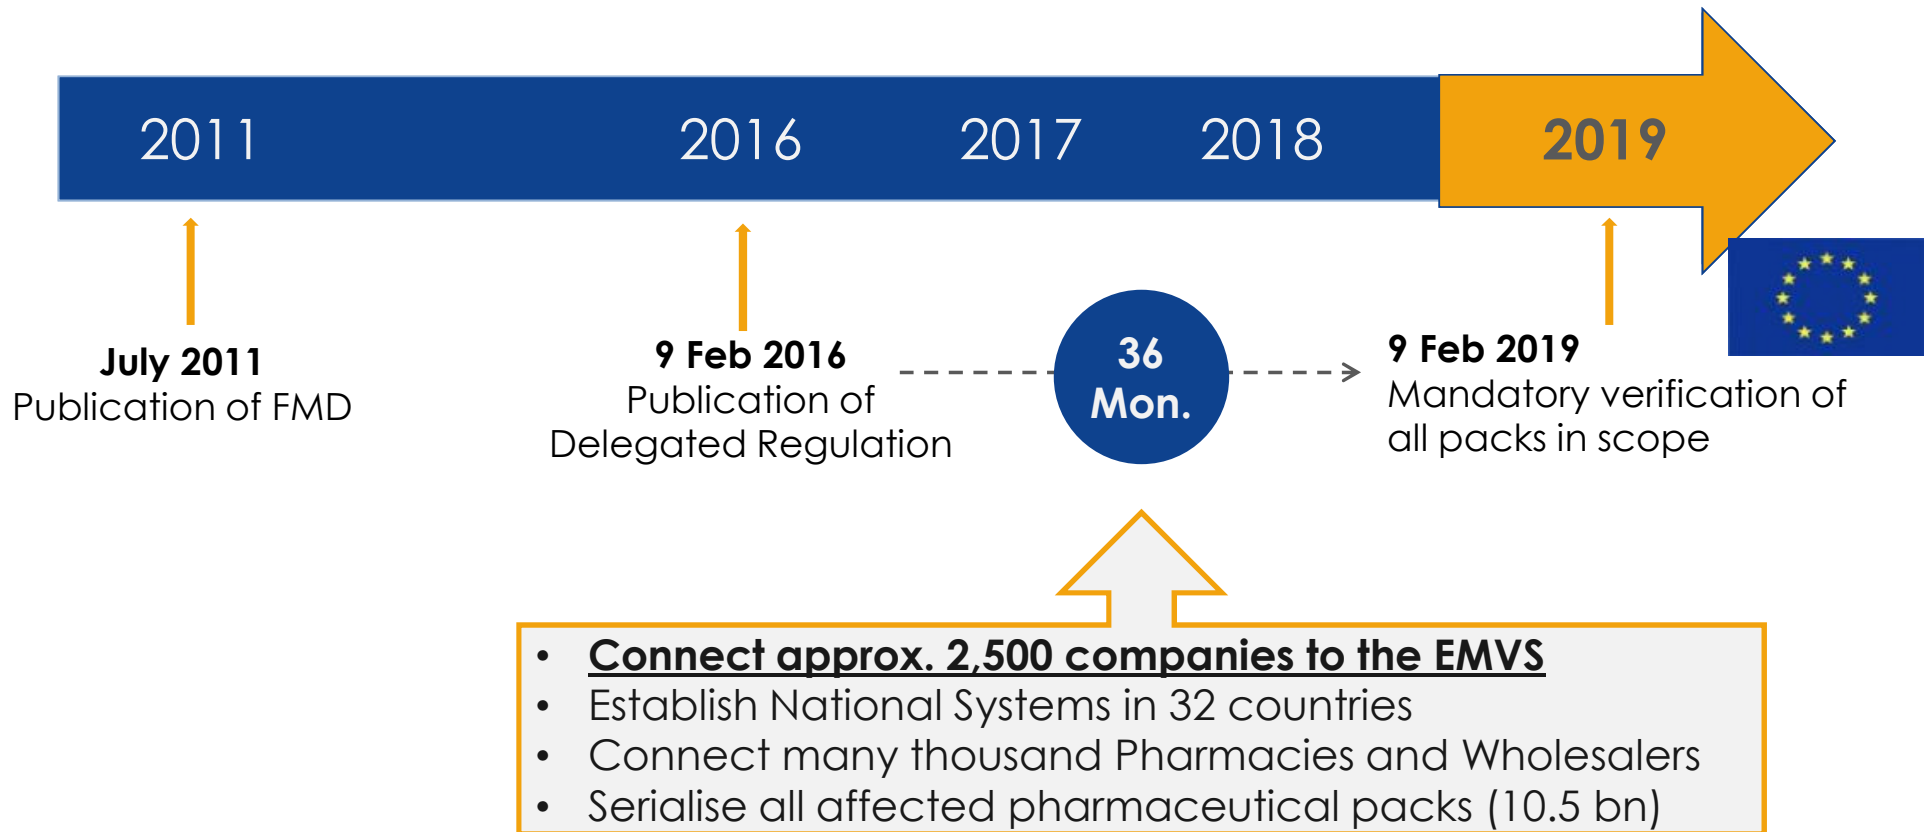 2011 2016 2017 2018 2019
July 2011
Publication of FMD
9 Feb 2016
Publication of
Delegated Regulation
36
Mon.
9 Feb 2019
Mandatory verification of
all packs in scope
• Connect approx. 2,500 companies to the EMVS
• Establish National Systems in 32 countries
• Connect many thousand Pharmacies and Wholesalers
• Serialise all affected pharmaceutical packs (10.5 bn)